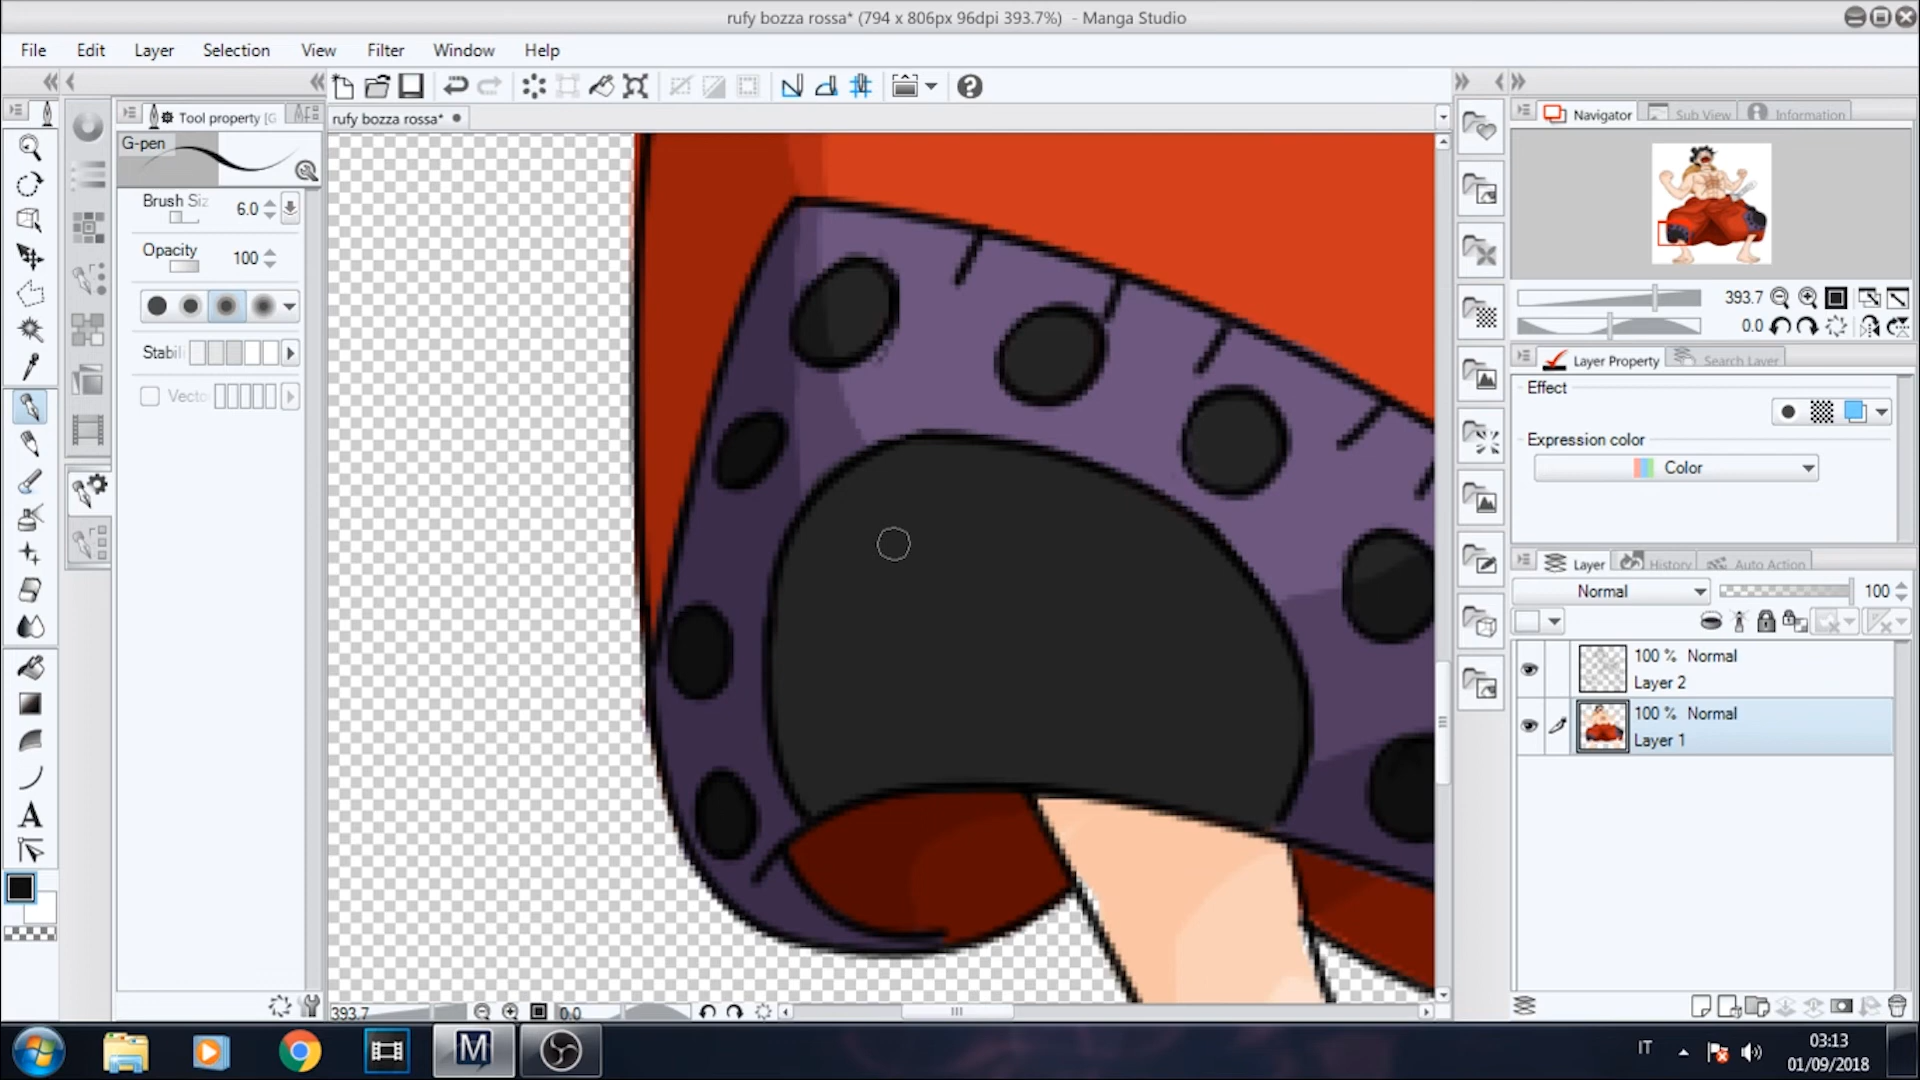 rufy bozza rossa* (794 x 806px 96dpi 393.7%)  - Manga Studio
File Edit Layer Selection View Filter Window Help
Tool property [G
rufy bozza rossa*
Navigator Sub View Information
G-pen
Brush Siz 6.0
Opacity 100
Stabili
Vecto
393.7
0.0
Layer Property Search Layer
Effect
Expression color
Color
Layer History Auto Action
Normal 100
100 % Normal
Layer 2
100 % Normal
Layer 1
A
393.7 0.0
M
IT
03:13
01/09/2018